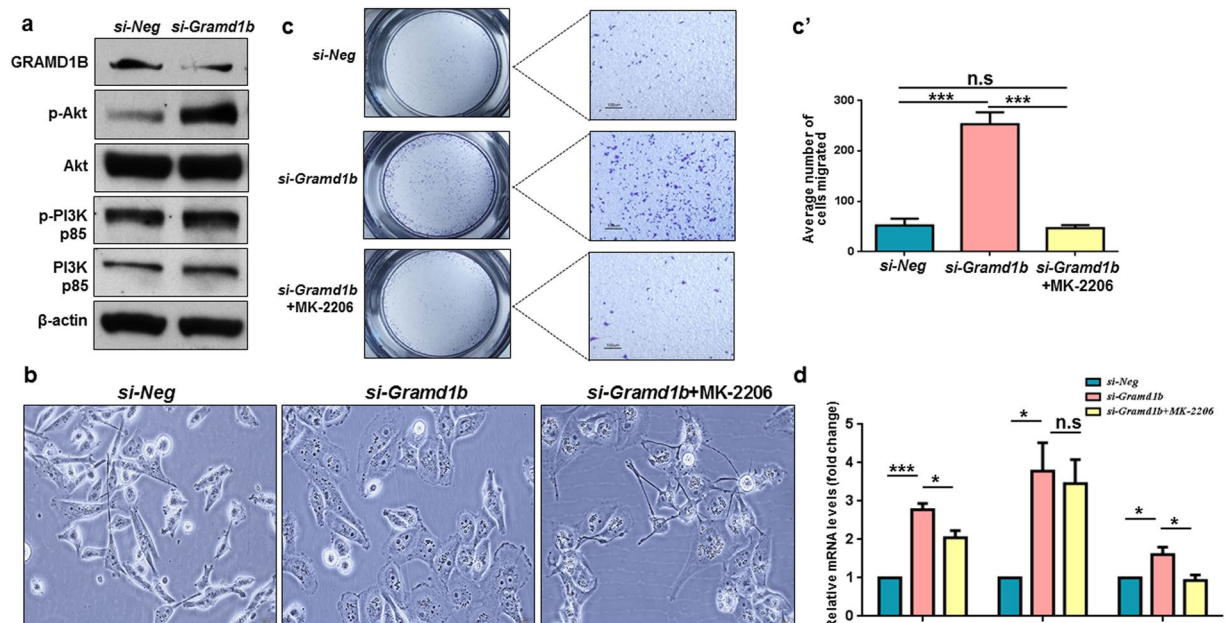 a
si-Neg si-Gramd1b
GRAMD1B
p-Akt
Akt
p-PI3K
p85
PI3K
p85
β-actin
c
si-Neg
100um
si-Gramd1b
si-Gramd1b
+MK-2206
100um
c'
n.s
*** ***
Average number of
cells migrated
300
200
100
0
si-Neg si-Gramd1b si-Gramd1b
+MK-2206
b
si-Neg si-Gramd1b si-Gramd1b+MK-2206
d
si-Neg
si-Gramd1b
si-Gramd1b+MK-2206
Relative mRNA levels (fold change)
5
4
3
2
1
0
*** *
* n.s
* *